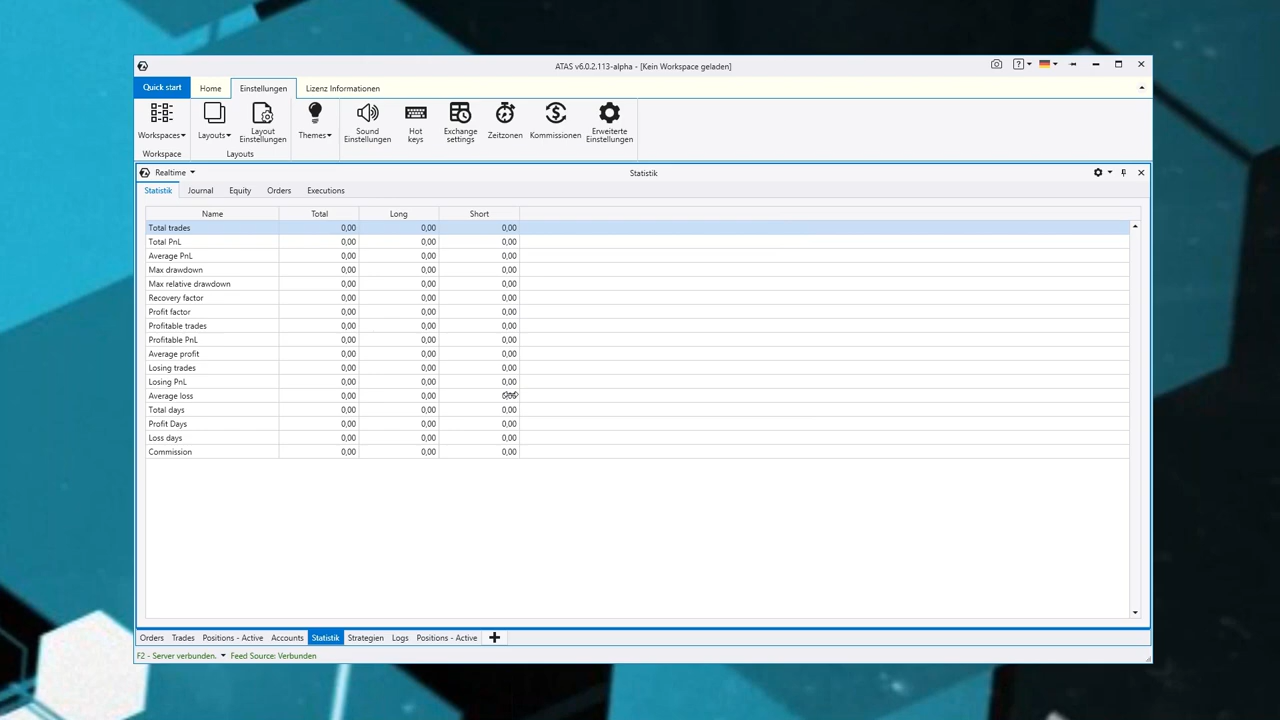 ATAS v6.0.2.113-alpha - [Kein Workspace geladen]
Quick start Home Einstellungen Lizenz Informationen
Workspaces Layouts Layout Einstellungen Themes Sound Einstellungen Hot keys Exchange settings Zeitzonen Kommissionen Erweiterte Einstellungen
Workspace Layouts
Realtime Statistik
Statistik Journal Equity Orders Executions
Name Total Long Short
Total trades 0,00 0,00 0,00
Total PnL 0,00 0,00 0,00
Average PnL 0,00 0,00 0,00
Max drawdown 0,00 0,00 0,00
Max relative drawdown 0,00 0,00 0,00
Recovery factor 0,00 0,00 0,00
Profit factor 0,00 0,00 0,00
Profitable trades 0,00 0,00 0,00
Profitable PnL 0,00 0,00 0,00
Average profit 0,00 0,00 0,00
Losing trades 0,00 0,00 0,00
Losing PnL 0,00 0,00 0,00
Average loss 0,00 0,00
Total days 0,00 0,00 0,00
Profit Days 0,00 0,00 0,00
Loss days 0,00 0,00 0,00
Commission 0,00 0,00 0,00
Orders Trades Positions - Active Accounts Statistik Strategien Logs Positions - Active
F2 - Server verbunden. Feed Source: Verbunden